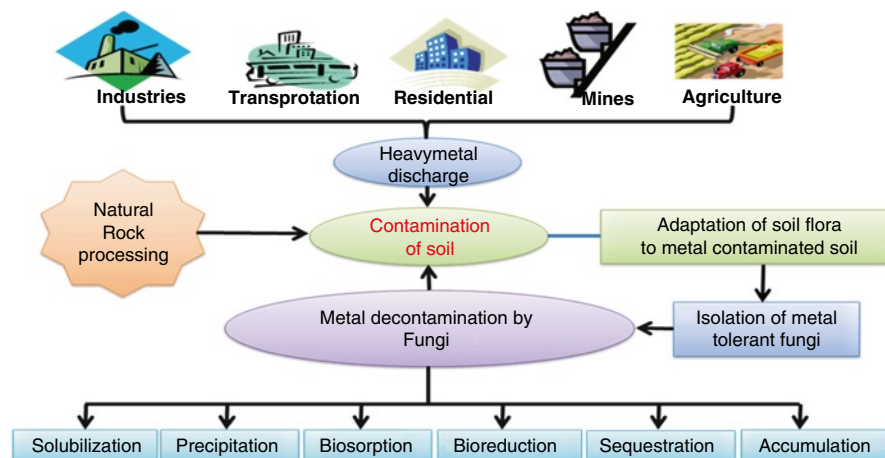 Industries
Transprotation
Residential
Mines
Agriculture
Heavymetal
discharge
Natural
Rock
processing
Contamination
of soil
Adaptation of soil flora
to metal contaminated soil
Metal decontamination by
Fungi
Isolation of metal
tolerant fungi
Solubilization
Precipitation
Biosorption
Bioreduction
Sequestration
Accumulation